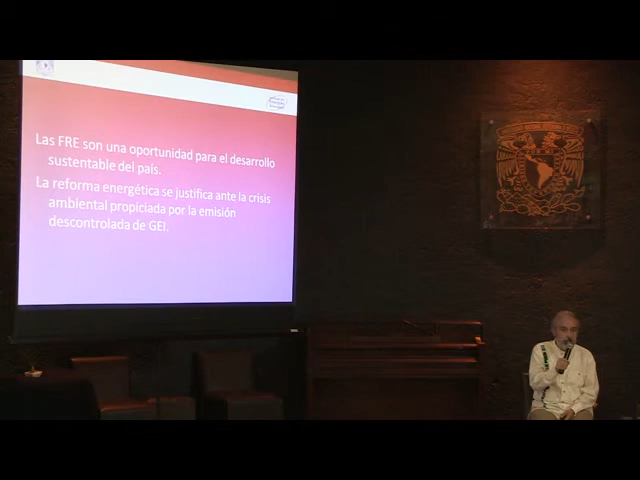 Las FRE son una oportunidad para el desarrollo
sustentable del país.
La reforma energética se justifica ante la crisis
ambiental propiciada por la emisión
descontrolada de GEI.